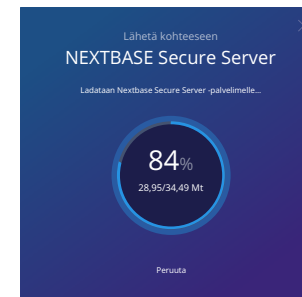 Lähetä kohteeseen
NEXTBASE Secure Server
Ladataan Nextbase Secure Server -palvelimelle...
84%
28,95/34,49 Mt
Peruuta